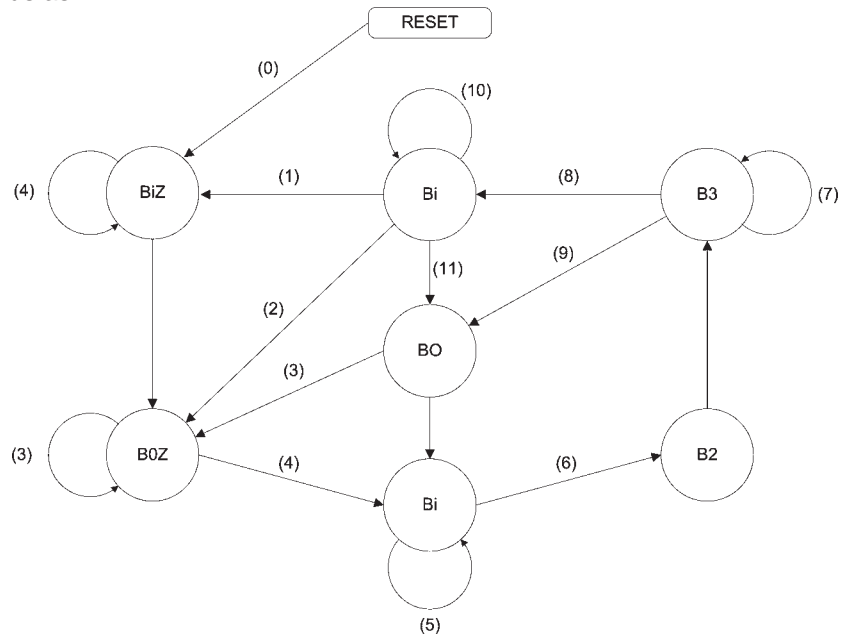 RESET
(0)
(10)
(4)
BiZ
(1)
Bi
(8)
B3
(7)
(11)
(9)
(2)
BO
(3)
(3)
B0Z
(4)
Bi
(6)
B2
(5)